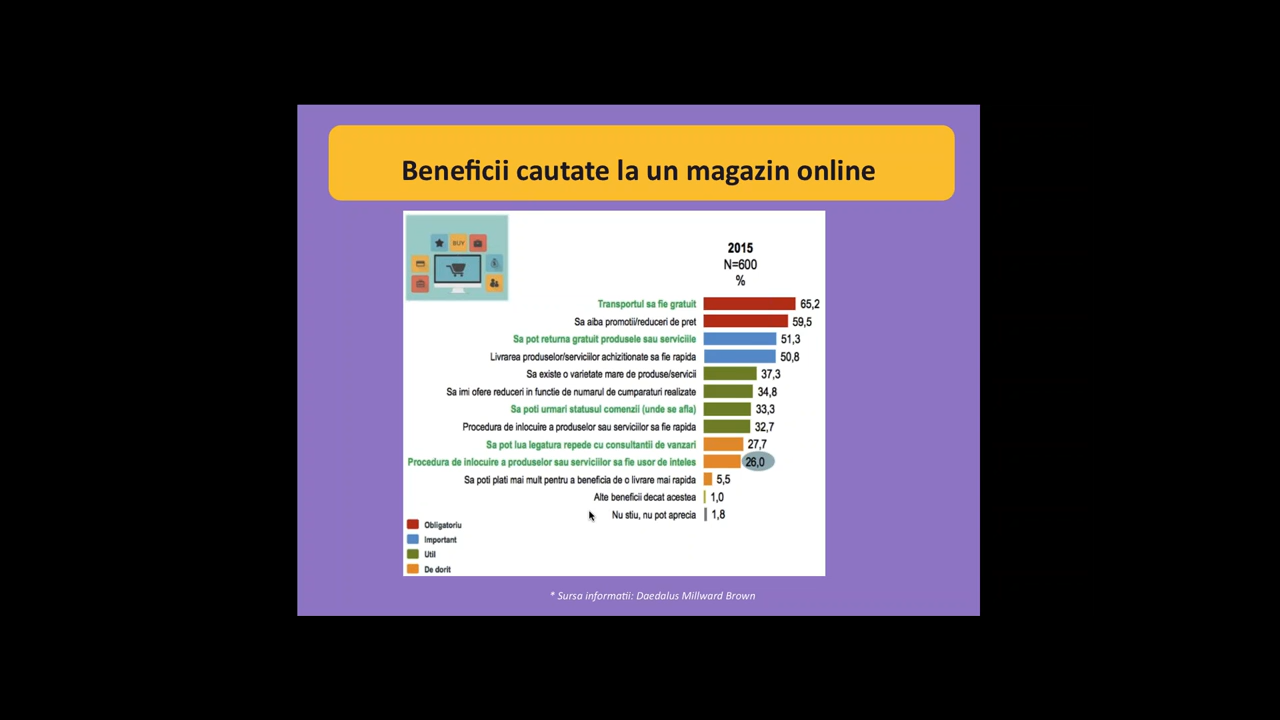 Beneficii cautate la un magazin online
BUY
2015
N=600
%
Transportul sa fie gratuit 65,2
Sa aiba promotii/reduceri de pret 59,5
Sa pot returna gratuit produsele sau serviciile 51,3
Livrarea produselor/serviciilor achizitionate sa fie rapida 50,8
Sa existe o varietate mare de produse/servicii 37,3
Sa imi ofere reduceri in functie de numarul de cumparaturi realizate 34,8
Sa poti urmari statusul comenzii (unde se afla) 33,3
Procedura de inlocuire a produselor sau serviciilor sa fie rapida 32,7
Sa pot lua legatura repede cu consultantii de vanzari 27,7
Procedura de inlocuire a produselor sau serviciilor sa fie usor de inteles 26,0
Sa poti plati mai mult pentru a beneficia de o livrare mai rapida 5,5
Alte beneficii decat acestea 1,0
Nu stiu, nu pot aprecia 1,8
Obligatoriu
Important
Util
De dorit
* Sursa informatii: Daedalus Millward Brown